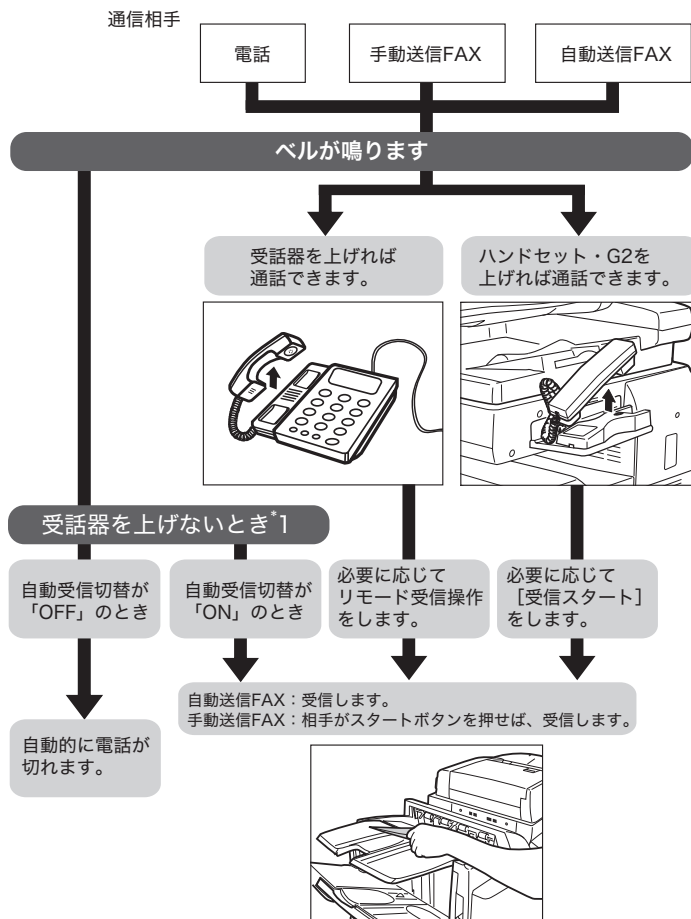 通信相手
電話
手動送信FAX
自動送信FAX
ベルが鳴ります
受話器を上げれば
通話できます。
ハンドセット・G2を
上げれば通話できます。
受話器を上げないとき*1
自動受信切替が
「OFF」のとき
自動受信切替が
「ON」のとき
必要に応じて
リモード受信操作
をします。
必要に応じて
［受信スタート］
をします。
自動送信FAX：受信します。
手動送信FAX：相手がスタートボタンを押せば、受信します。
自動的に電話が
切れます。